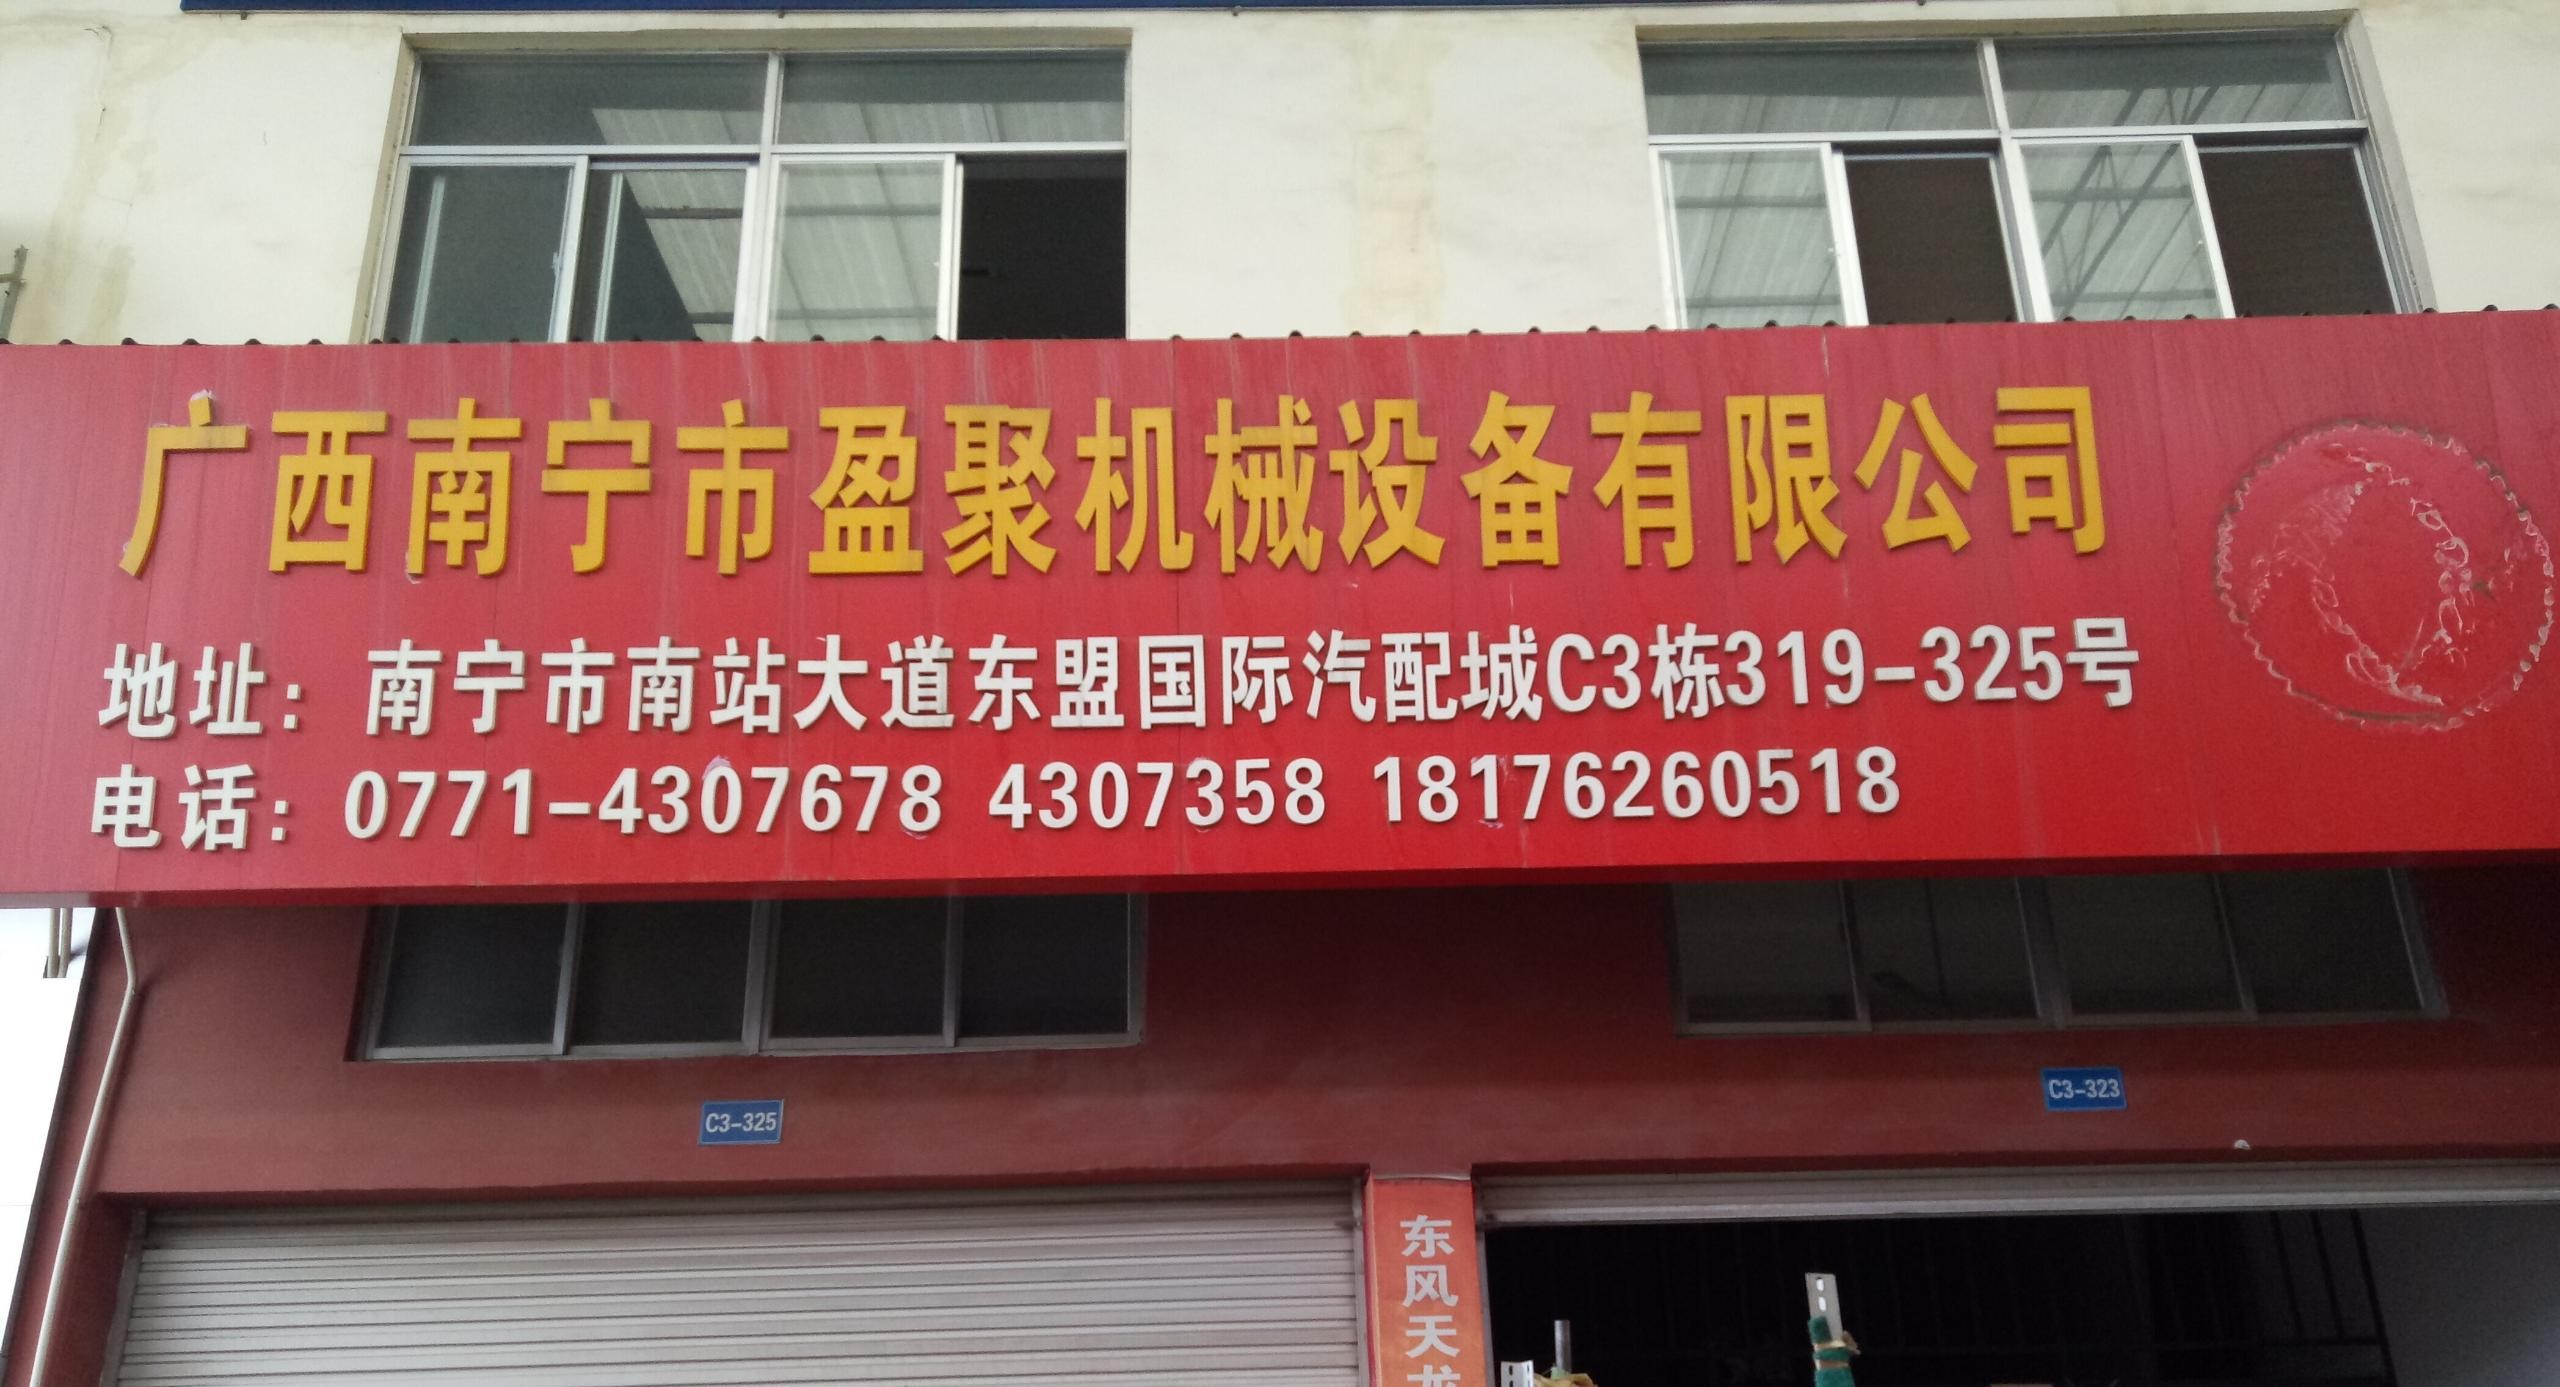 广西南宁市盈聚机械设备有限公司
地址：南宁市南站大道东盟国际汽配城C3栋319-325号
电话：0771-4307678 4307358 18176260518
C3-325
C3-323
东风天龙